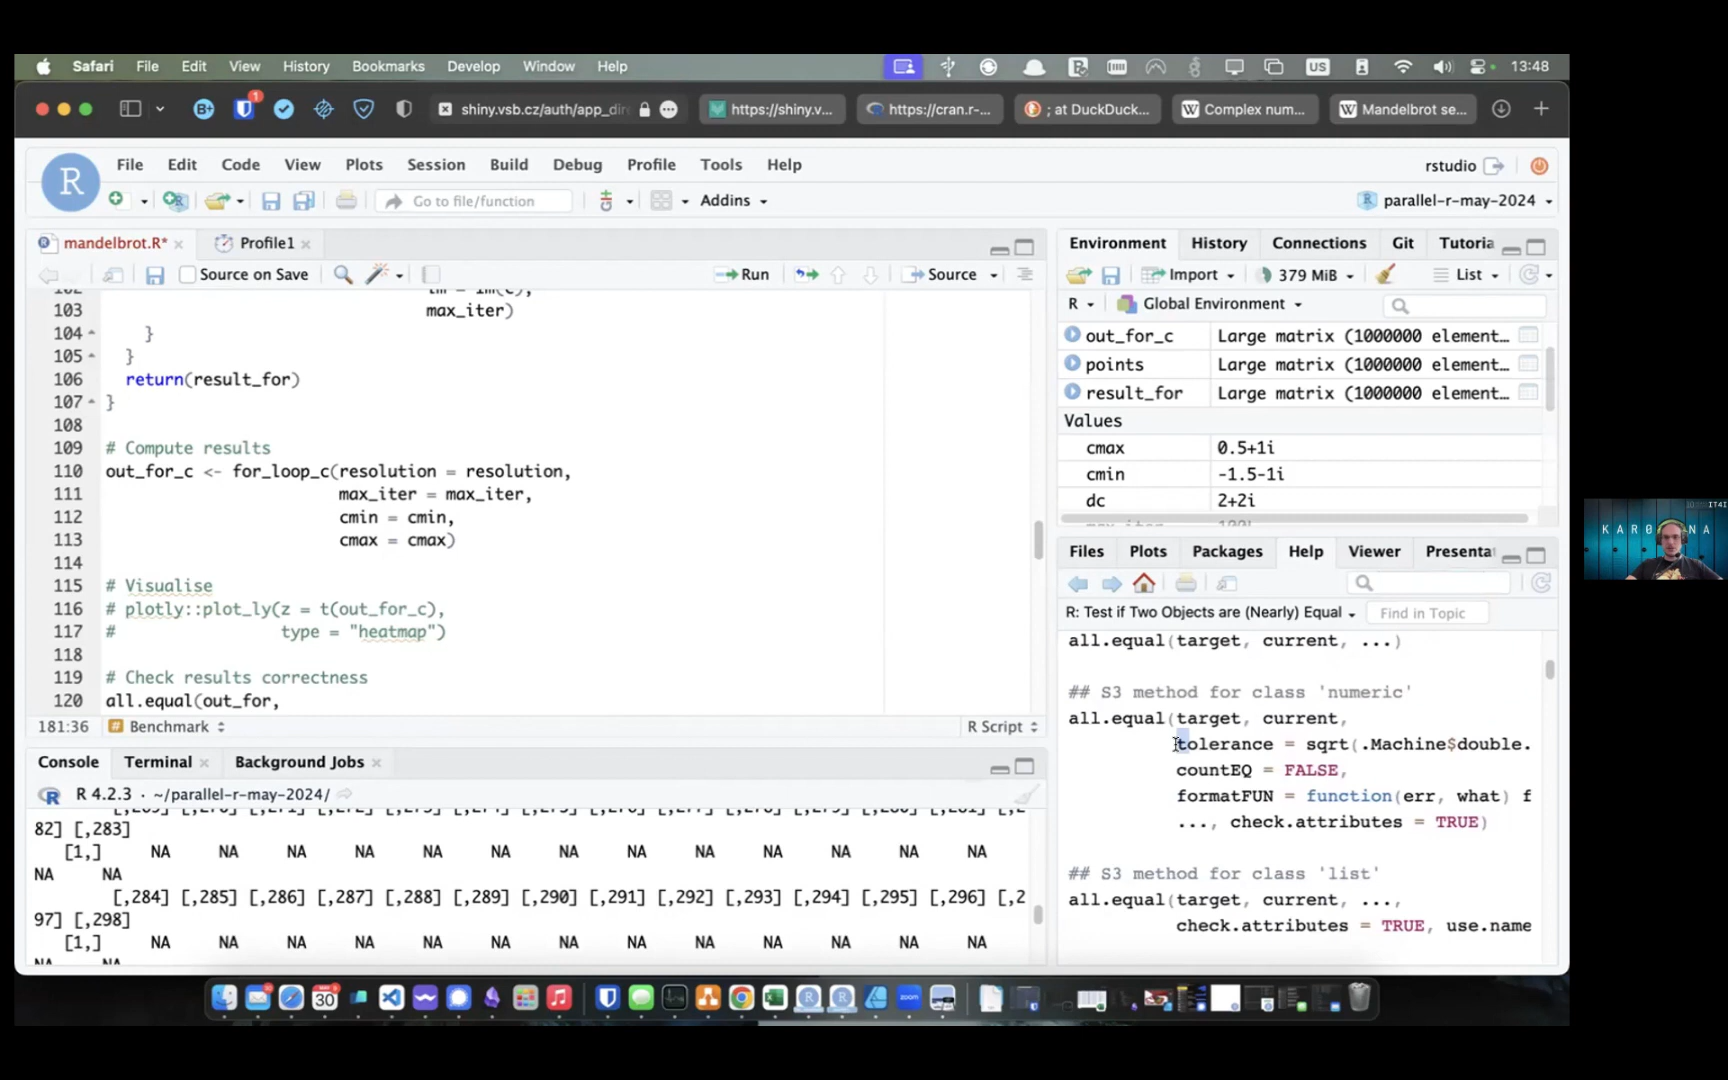 Safari File Edit View History Bookmarks Develop Window Help US 13:48
shiny.vsb.cz/auth/app_dir https://shiny.v... https://cran.r-... ; at DuckDuck... Complex num... Mandelbrot se...
File Edit Code View Plots Session Build Debug Profile Tools Help rstudio
Go to file/function Addins parallel-r-may-2024
mandelbrot.R* Profile1
Source on Save Run Source
103 max_iter)
104 }
105 }
106 return(result_for)
107 }
108
109 # Compute results
110 out_for_c <- for_loop_c(resolution = resolution,
111 max_iter = max_iter,
112 cmin = cmin,
113 cmax = cmax)
114
115 # Visualise
116 # plotly::plot_ly(z = t(out_for_c),
117 # type = "heatmap")
118
119 # Check results correctness
120 all.equal(out_for,
181:36 Benchmark R Script
Console Terminal Background Jobs
R 4.2.3 · ~/parallel-r-may-2024/
82] [,283]
[1,] NA NA NA NA NA NA NA NA NA NA NA NA NA
NA NA
[,284] [,285] [,286] [,287] [,288] [,289] [,290] [,291] [,292] [,293] [,294] [,295] [,296] [,2
97] [,298]
[1,] NA NA NA NA NA NA NA NA NA NA NA NA NA
NA NA
Environment History Connections Git Tutoria
Import 379 MiB List
R Global Environment
out_for_c Large matrix (1000000 element...
points Large matrix (1000000 element...
result_for Large matrix (1000000 element...
Values
cmax 0.5+1i
cmin -1.5-1i
dc 2+2i
Files Plots Packages Help Viewer Presenta
R: Test if Two Objects are (Nearly) Equal Find in Topic
all.equal(target, current, ...)
## S3 method for class 'numeric'
all.equal(target, current,
tolerance = sqrt(.Machine$double.
countEQ = FALSE,
formatFUN = function(err, what) f
..., check.attributes = TRUE)
## S3 method for class 'list'
all.equal(target, current, ...,
check.attributes = TRUE, use.name
30 zoom
IT4I
KAR0 NA